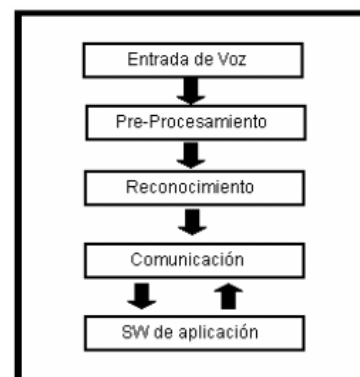 Entrada de Voz
Pre-Procesamiento
Reconocimiento
Comunicación
SW de aplicación